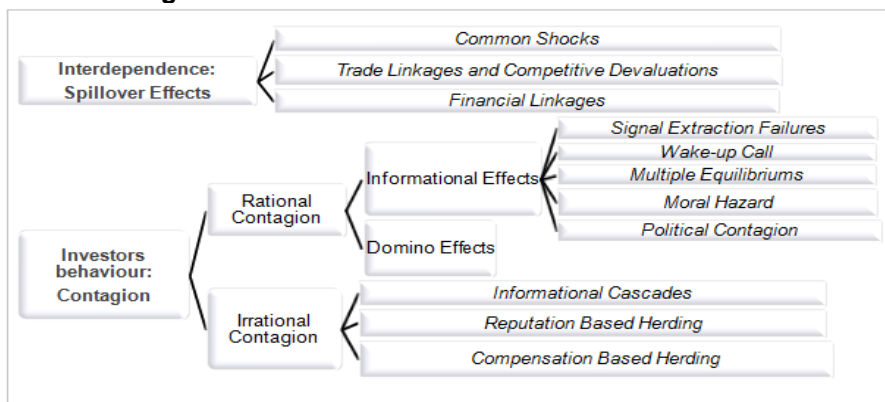 Interdependence:
Spillover Effects
Common Shocks
Trade Linkages and Competitive Devaluations
Financial Linkages
Investors
behaviour:
Contagion
Rational
Contagion
Informational Effects
Signal Extraction Failures
Wake-up Call
Multiple Equilibriums
Moral Hazard
Political Contagion
Domino Effects
Irrational
Contagion
Informational Cascades
Reputation Based Herding
Compensation Based Herding